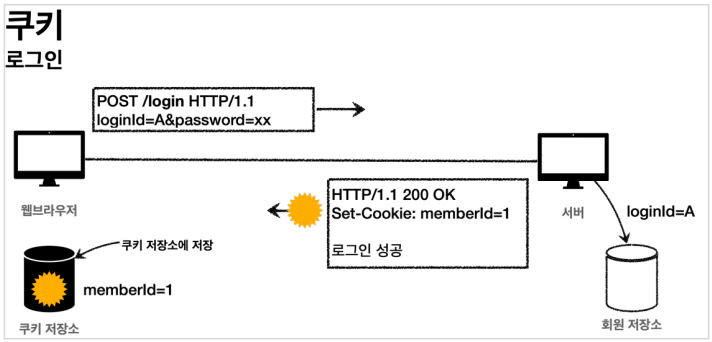 쿠키
로그인
POST /login HTTP/1.1
loginId=A&password=xx
웹브라우저
서버
HTTP/1.1 200 OK
Set-Cookie: memberId=1
로그인 성공
loginId=A
쿠키 저장소에 저장
memberId=1
쿠키 저장소
회원 저장소